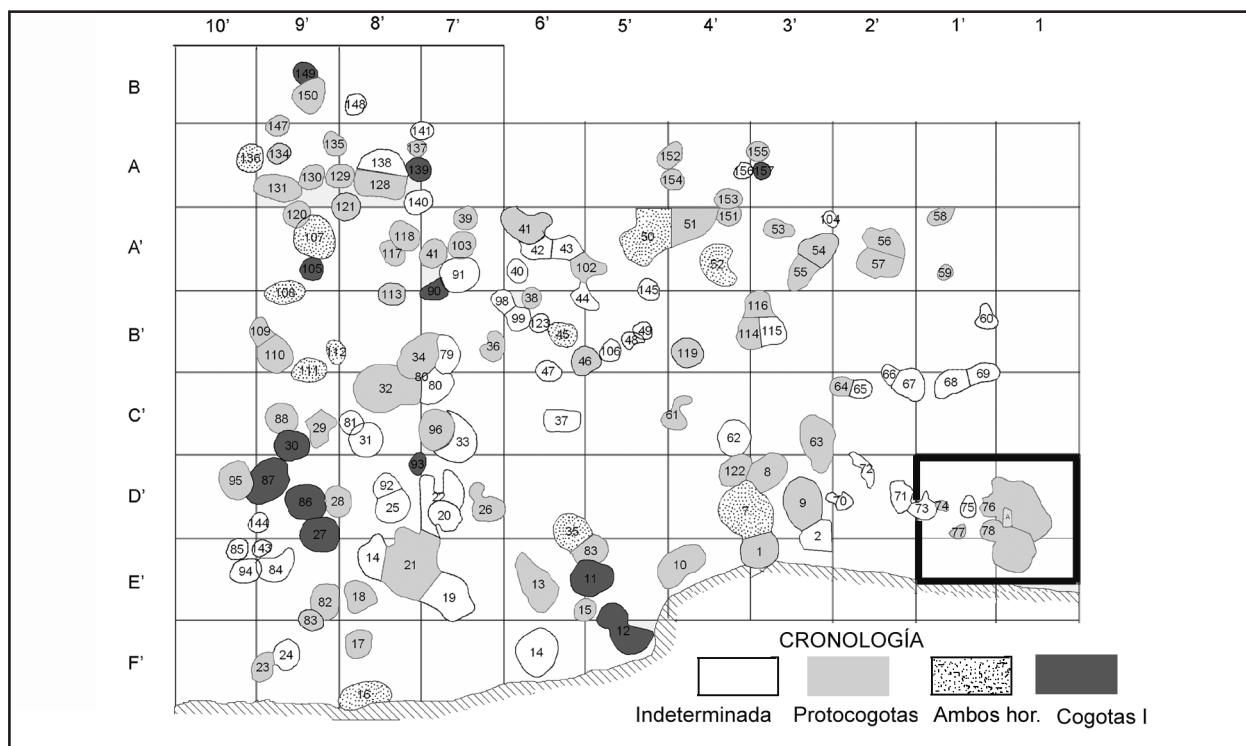 10’ 9’ 8’ 7’ 6’ 5’ 4’ 3’ 2’ 1’ 1
B
149
150
148
147
141
A
136 134 135 137 152 155
138 139 156 157
131 130 129 128 154
140 153
120 121 39 151 104 58
A’
107 118 41 42 43 50 51 53 54 56
117 41 103 52 55 57
105 91 40 102 59
106 113 90 98 38 44 145 116
99 123 45 49 60
B’
109 112 34 79 36 48 114 115
110 46 106 119
111 80 47 66 69
32 80 64 65 67 68
C’
88 29 81 31 96 33 37 61 62 63
30
93
95 87 92 22 122 8 72
D’
86 28 25 20 26 7 9 70 71 73 74 75 76 A
144 27 35 2 77 78
85 43 14 21 83 1
94 84 11 10
E’
82 18 19 13 15
83
12
F’
23 24 17 14
16
CRONOLOGÍA
Indeterminada Protocogotas Ambos hor. Cogotas I